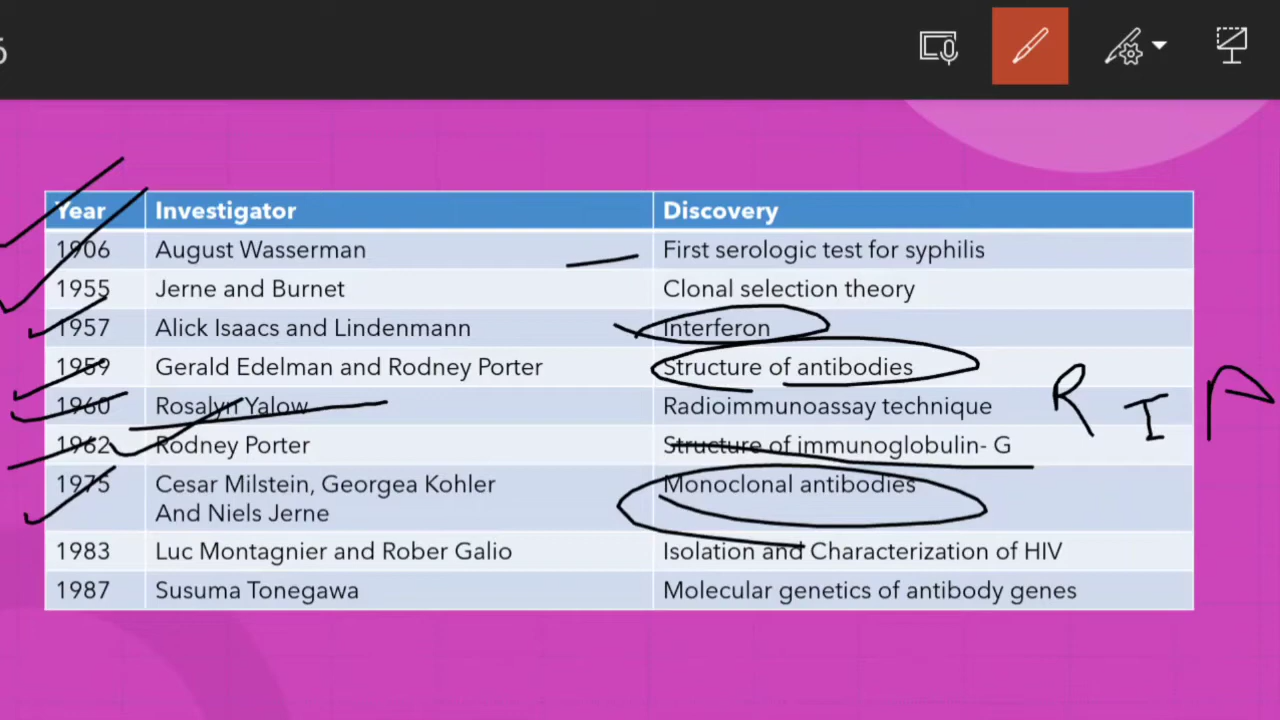 6
Year Investigator Discovery
1906 August Wasserman First serologic test for syphilis
1955 Jerne and Burnet Clonal selection theory
1957 Alick Isaacs and Lindenmann Interferon
1959 Gerald Edelman and Rodney Porter Structure of antibodies
1960 Rosalyn Yalow Radioimmunoassay technique
RIA
1962 Rodney Porter Structure of immunoglobulin- G
1975 Cesar Milstein, Georgea Kohler Monoclonal antibodies
And Niels Jerne
1983 Luc Montagnier and Rober Galio Isolation and Characterization of HIV
1987 Susuma Tonegawa Molecular genetics of antibody genes